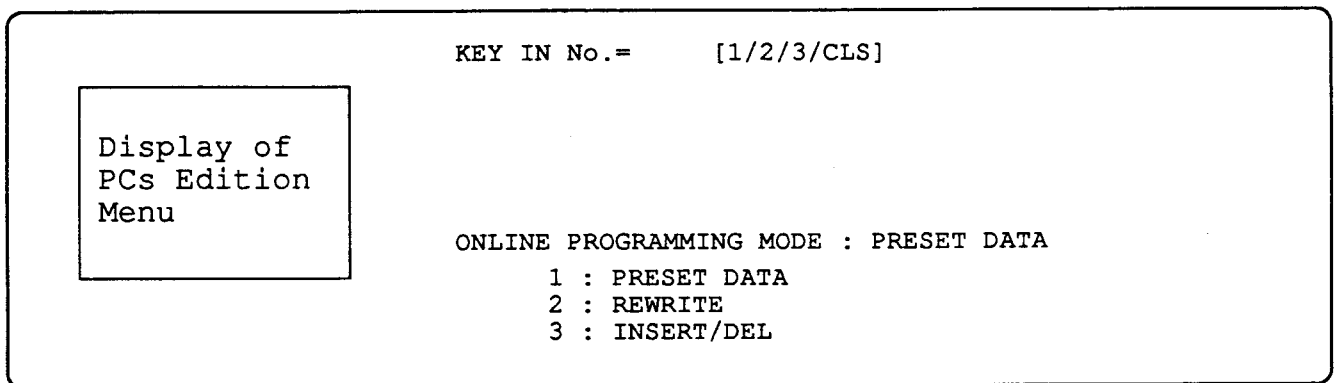 KEY IN No.= [1/2/3/CLS]
Display of
PCs Edition
Menu
ONLINE PROGRAMMING MODE : PRESET DATA
1 : PRESET DATA
2 : REWRITE
3 : INSERT/DEL